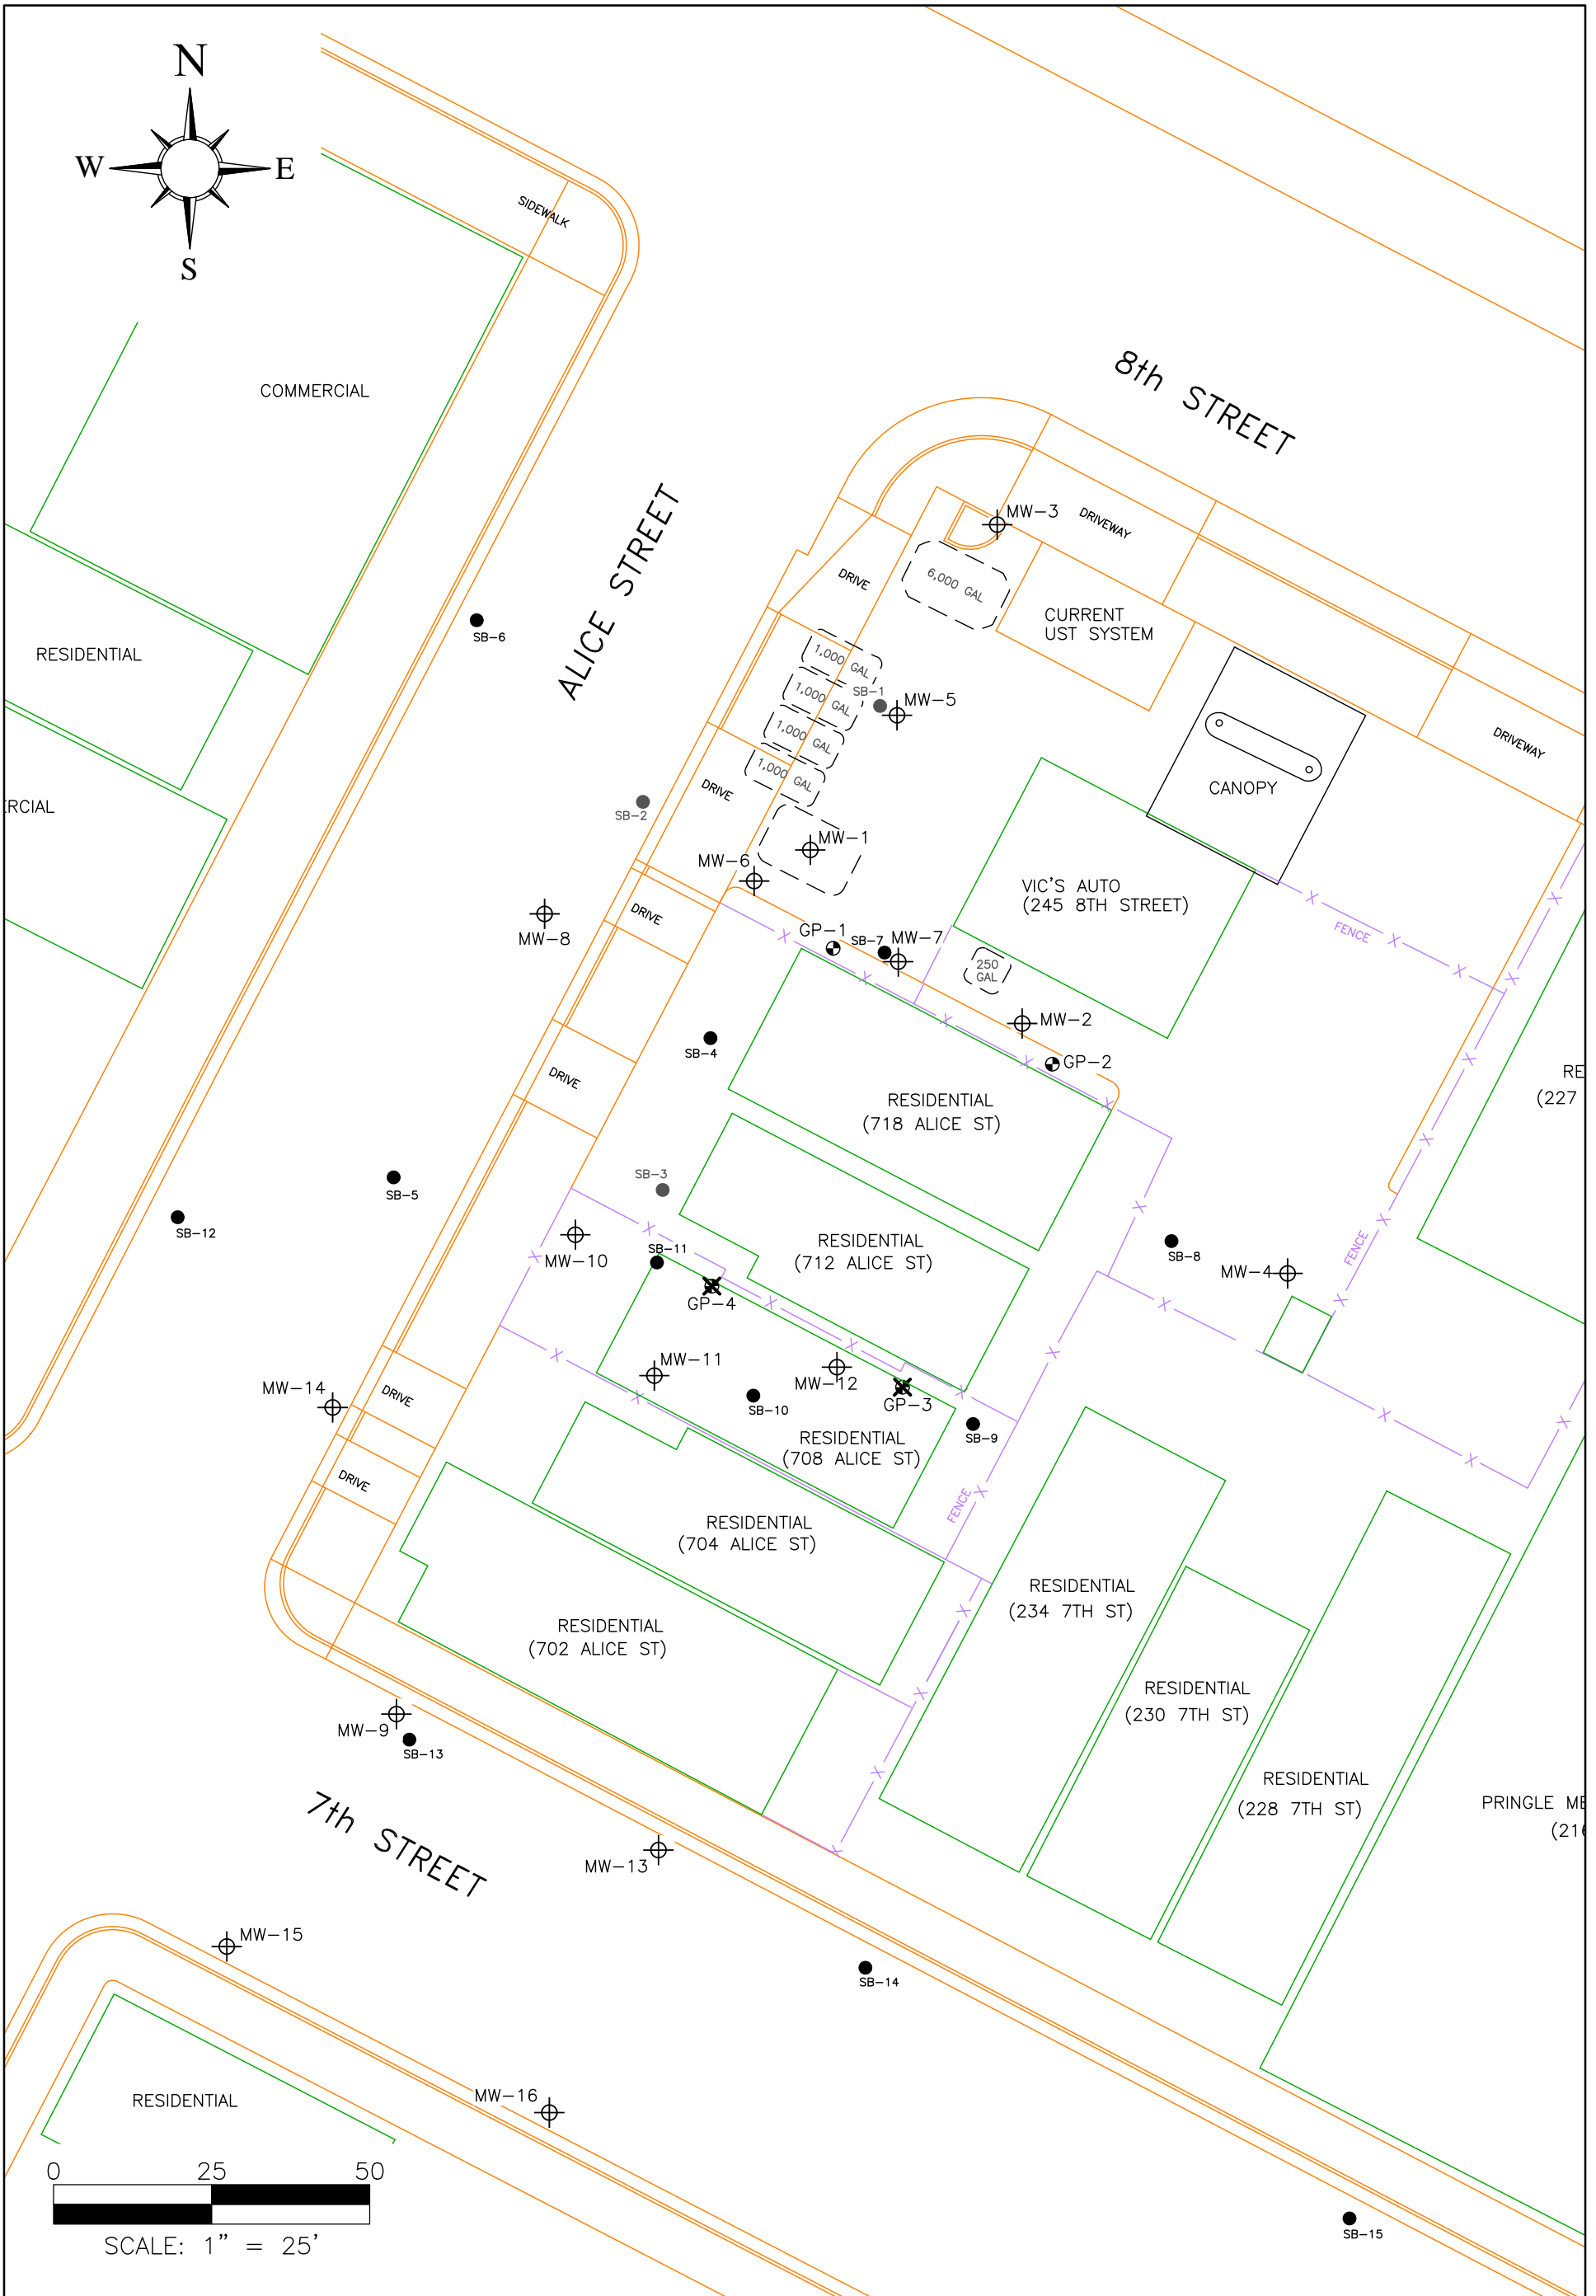 N
W
E
S
SIDEWALK
COMMERCIAL
8th STREET
ALICE STREET
MW-3
DRIVEWAY
DRIVE
6,000 GAL
CURRENT
UST SYSTEM
SB-6
RESIDENTIAL
1,000 GAL
1,000 GAL
1,000 GAL
1,000 GAL
SB-1
MW-5
DRIVEWAY
CANOPY
DRIVE
SB-2
ERCIAL
MW-1
MW-6
VIC'S AUTO
(245 8TH STREET)
DRIVE
MW-8
GP-1
SB-7
MW-7
FENCE
250
GAL
MW-2
SB-4
GP-2
DRIVE
RE
(227
RESIDENTIAL
(718 ALICE ST)
SB-3
SB-5
SB-12
MW-10
SB-11
RESIDENTIAL
(712 ALICE ST)
SB-8
MW-4
FENCE
GP-4
MW-11
MW-12
GP-3
MW-14
DRIVE
SB-10
SB-9
RESIDENTIAL
(708 ALICE ST)
DRIVE
FENCE
RESIDENTIAL
(704 ALICE ST)
RESIDENTIAL
(234 7TH ST)
RESIDENTIAL
(702 ALICE ST)
RESIDENTIAL
(230 7TH ST)
MW-9
SB-13
RESIDENTIAL
(228 7TH ST)
PRINGLE ME
(216
7th STREET
MW-13
MW-15
SB-14
MW-16
RESIDENTIAL
0 25 50
SCALE: 1" = 25'
SB-15